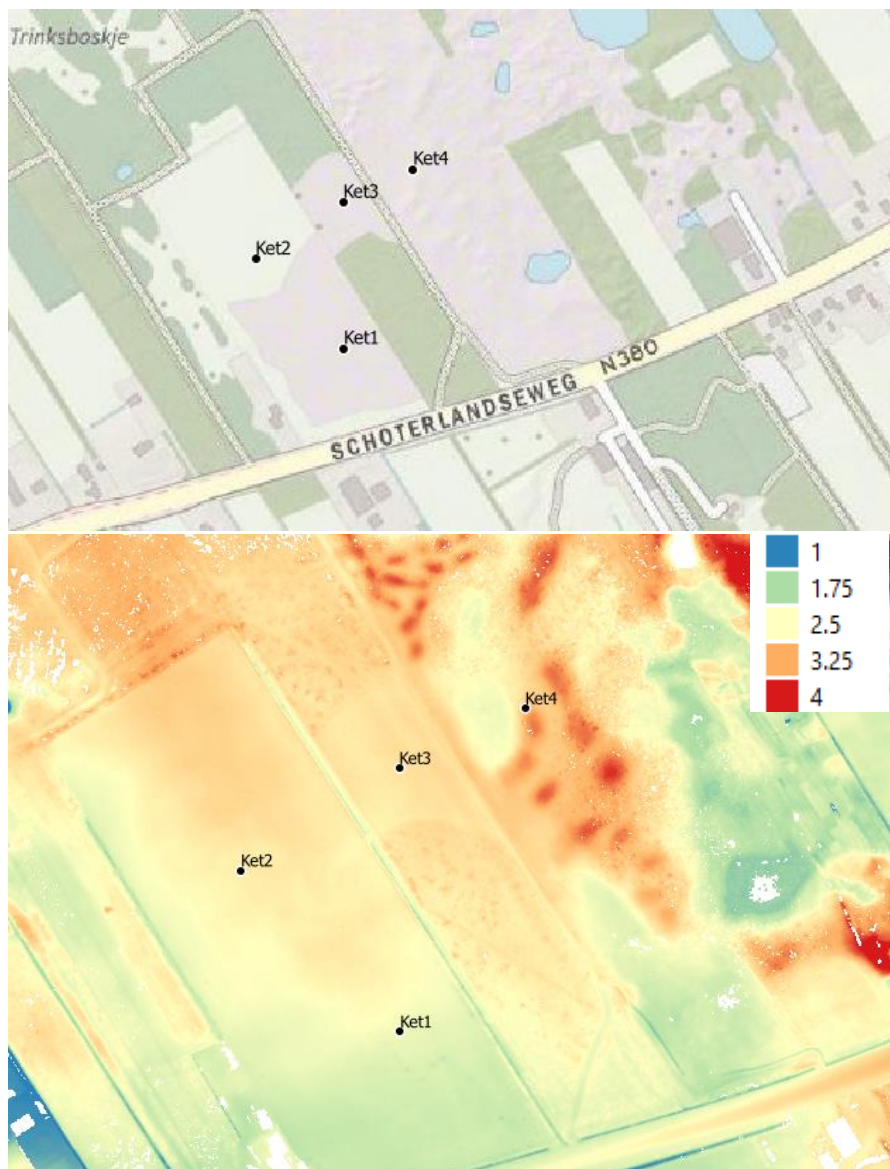 Trinksboskje
Ket4
Ket3
Ket2
Ket1
SCHOTERLANDSEWEG N380
1
1.75
2.5
3.25
4
Ket4
Ket3
Ket2
Ket1